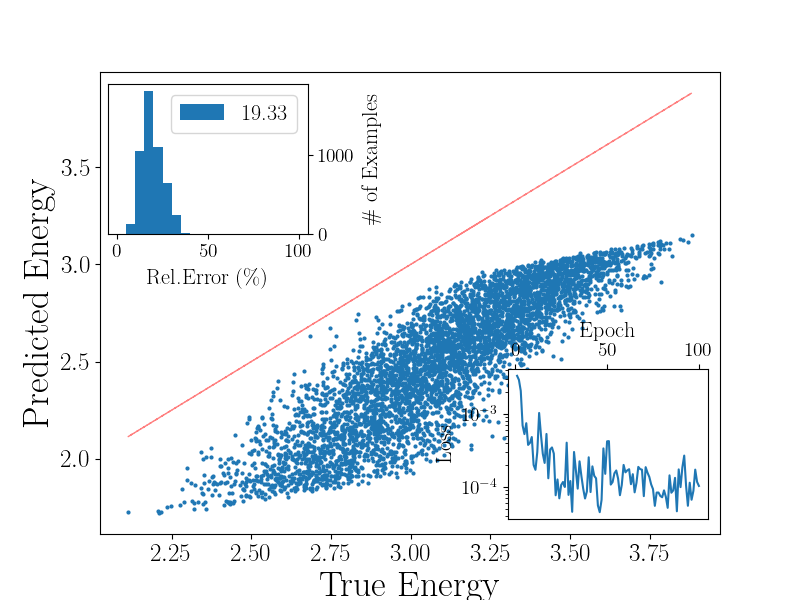 19.33
1000
0
# of Examples
0 50 100
Rel.Error (%)
3.5
3.0
2.5
2.0
Predicted Energy
Epoch
0 50 100
10⁻³
10⁻⁴
Loss
2.25 2.50 2.75 3.00 3.25 3.50 3.75
True Energy